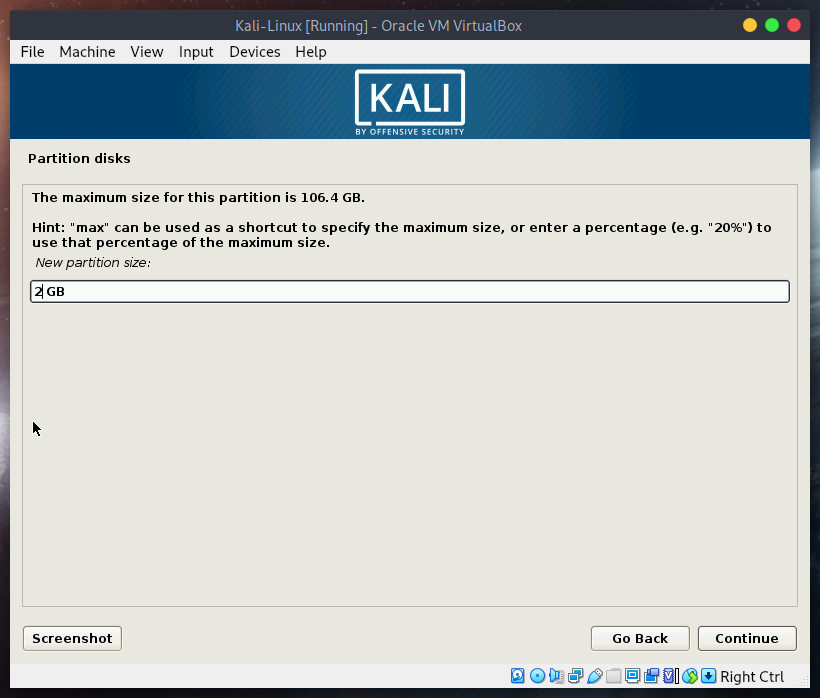 Kali-Linux [Running] - Oracle VM VirtualBox
File Machine View Input Devices Help
KALI
BY OFFENSIVE SECURITY
Partition disks
The maximum size for this partition is 106.4 GB.
Hint: "max" can be used as a shortcut to specify the maximum size, or enter a percentage (e.g. "20%") to
use that percentage of the maximum size.
New partition size:
2 GB
Screenshot Go Back Continue
Right Ctrl